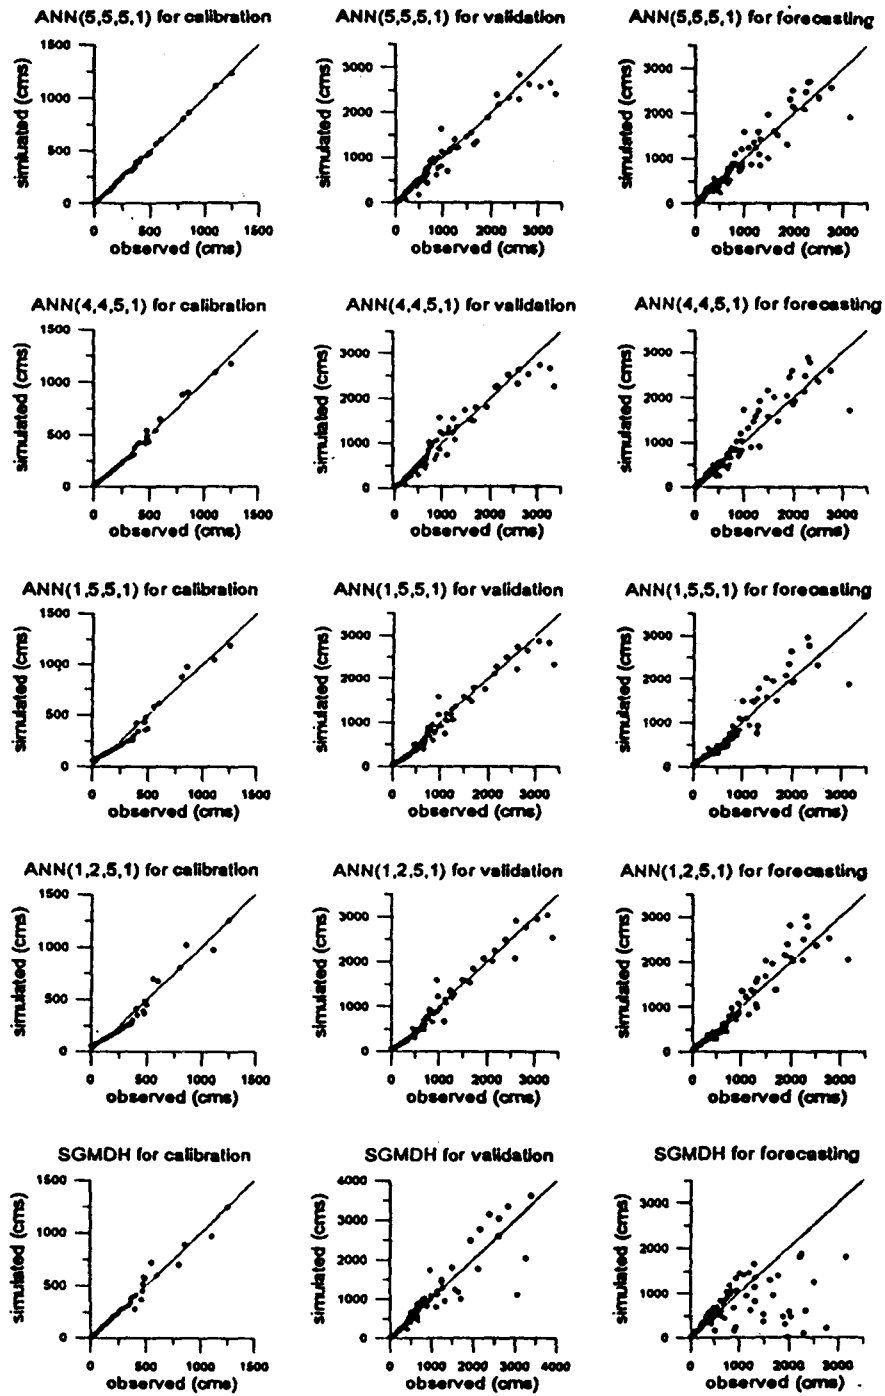 ANN(5,5,5,1) for calibration
ANN(5,5,5,1) for validation
ANN(5,5,5,1) for forecasting
simulated (cms)
1500
1000
500
0
0 500 1000 1500
observed (cms)
simulated (cms)
3000
2000
1000
0
0 1000 2000 3000
observed (cms)
simulated (cms)
3000
2000
1000
0
0 1000 2000 3000
observed (cms)
ANN(4,4,5,1) for calibration
ANN(4,4,5,1) for validation
ANN(4,4,5,1) for forecasting
simulated (cms)
1500
1000
500
0
0 500 1000 1500
observed (cms)
simulated (cms)
3000
2000
1000
0
0 1000 2000 3000
observed (cms)
simulated (cms)
3000
2000
1000
0
0 1000 2000 3000
observed (cms)
ANN(1,5,5,1) for calibration
ANN(1,5,5,1) for validation
ANN(1,5,5,1) for forecasting
simulated (cms)
1500
1000
500
0
0 500 1000 1500
observed (cms)
simulated (cms)
3000
2000
1000
0
0 1000 2000 3000
observed (cms)
simulated (cms)
3000
2000
1000
0
0 1000 2000 3000
observed (cms)
ANN(1,2,5,1) for calibration
ANN(1,2,5,1) for validation
ANN(1,2,5,1) for forecasting
simulated (cms)
1500
1000
500
0
0 500 1000 1500
observed (cms)
simulated (cms)
3000
2000
1000
0
0 1000 2000 3000
observed (cms)
simulated (cms)
3000
2000
1000
0
0 1000 2000 3000
observed (cms)
SGMDH for calibration
SGMDH for validation
SGMDH for forecasting
simulated (cms)
1500
1000
500
0
0 500 1000 1500
observed (cms)
simulated (cms)
4000
3000
2000
1000
0
0 1000 2000 3000 4000
observed (cms)
simulated (cms)
3000
2000
1000
0
0 1000 2000 3000
observed (cms)